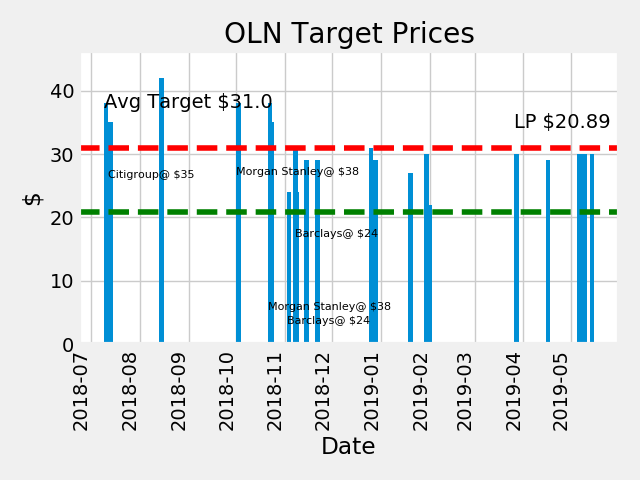 OLN Target Prices
Avg Target $31.0
LP $20.89
Citigroup@ $35
Morgan Stanley@ $38
Barclays@ $24
Morgan Stanley@ $38
Barclays@ $24
$
40
30
20
10
0
2018-07
2018-08
2018-09
2018-10
2018-11
2018-12
2019-01
2019-02
2019-03
2019-04
2019-05
Date